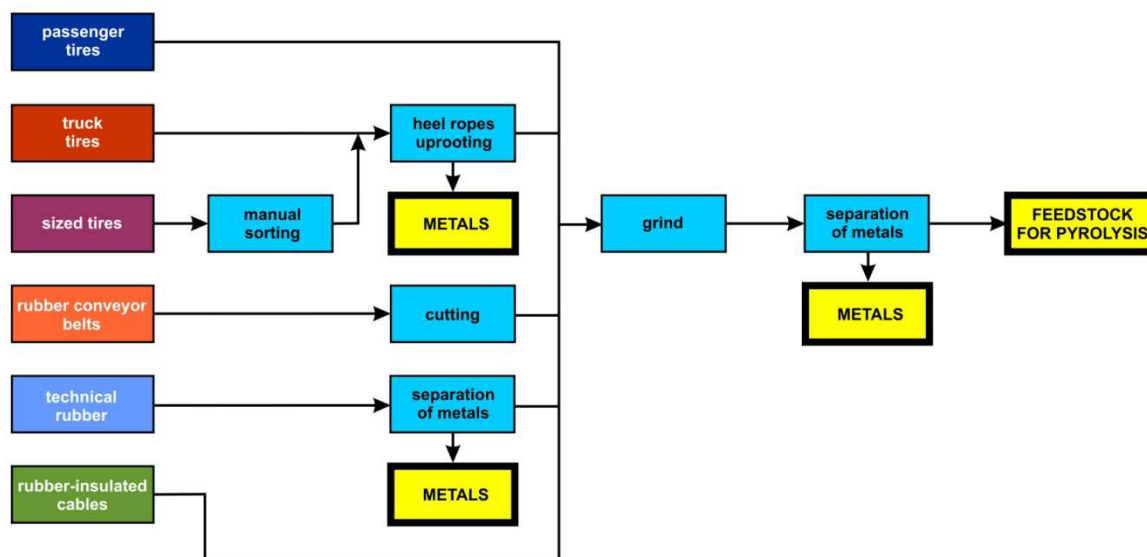 passenger
tires
truck
tires
heel ropes
uprooting
sized tires
manual
sorting
METALS
grind
separation
of metals
FEEDSTOCK
FOR PYROLYSIS
rubber conveyor
belts
cutting
METALS
technical
rubber
separation
of metals
rubber-insulated
cables
METALS